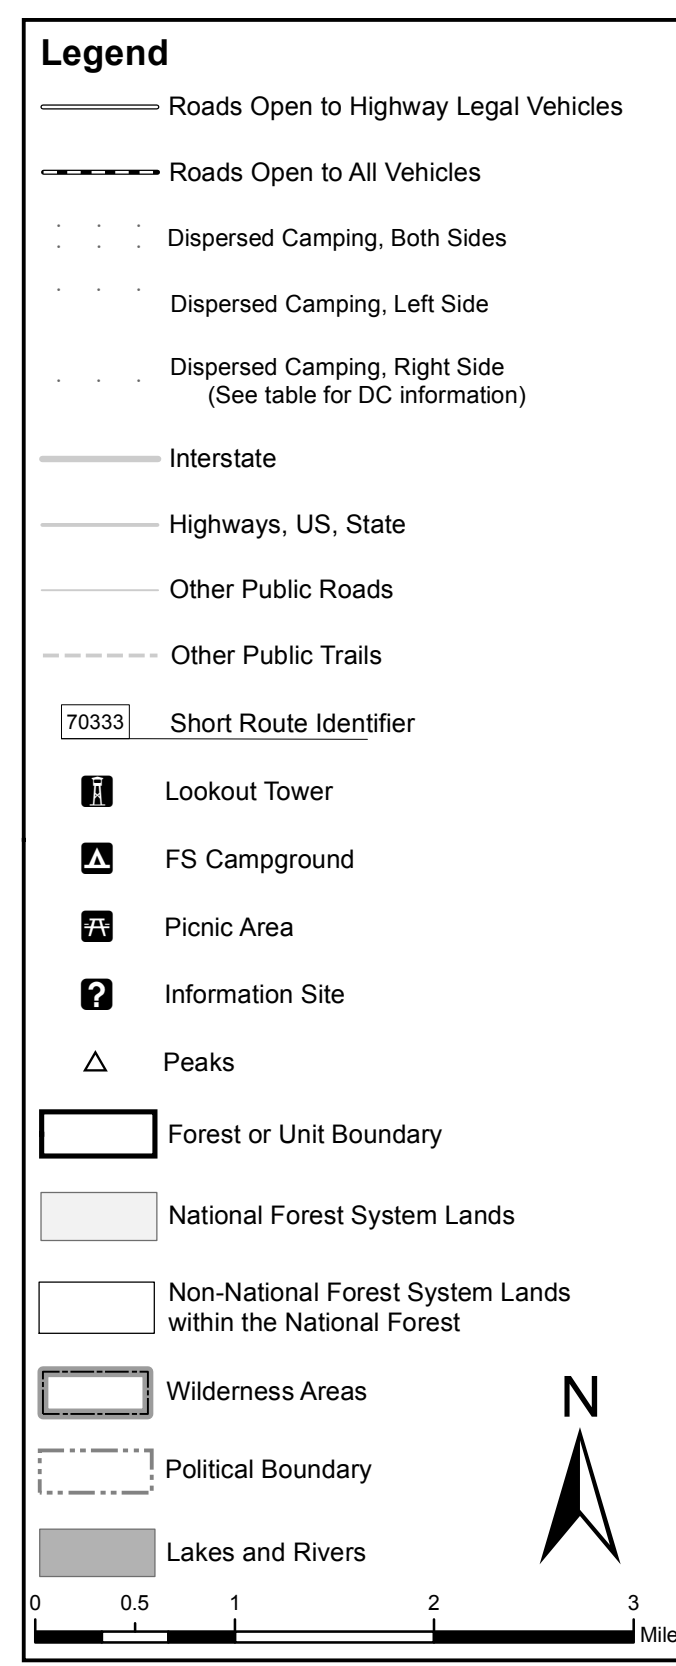 Legend
Roads Open to Highway Legal Vehicles
Roads Open to All Vehicles
Dispersed Camping, Both Sides
Dispersed Camping, Left Side
Dispersed Camping, Right Side
(See table for DC information)
Interstate
Highways, US, State
Other Public Roads
Other Public Trails
70333 Short Route Identifier
Lookout Tower
FS Campground
Picnic Area
? Information Site
Peaks
Forest or Unit Boundary
National Forest System Lands
Non-National Forest System Lands
within the National Forest
Wilderness Areas
N
Political Boundary
Lakes and Rivers
0 0.5 1 2 3
Mile